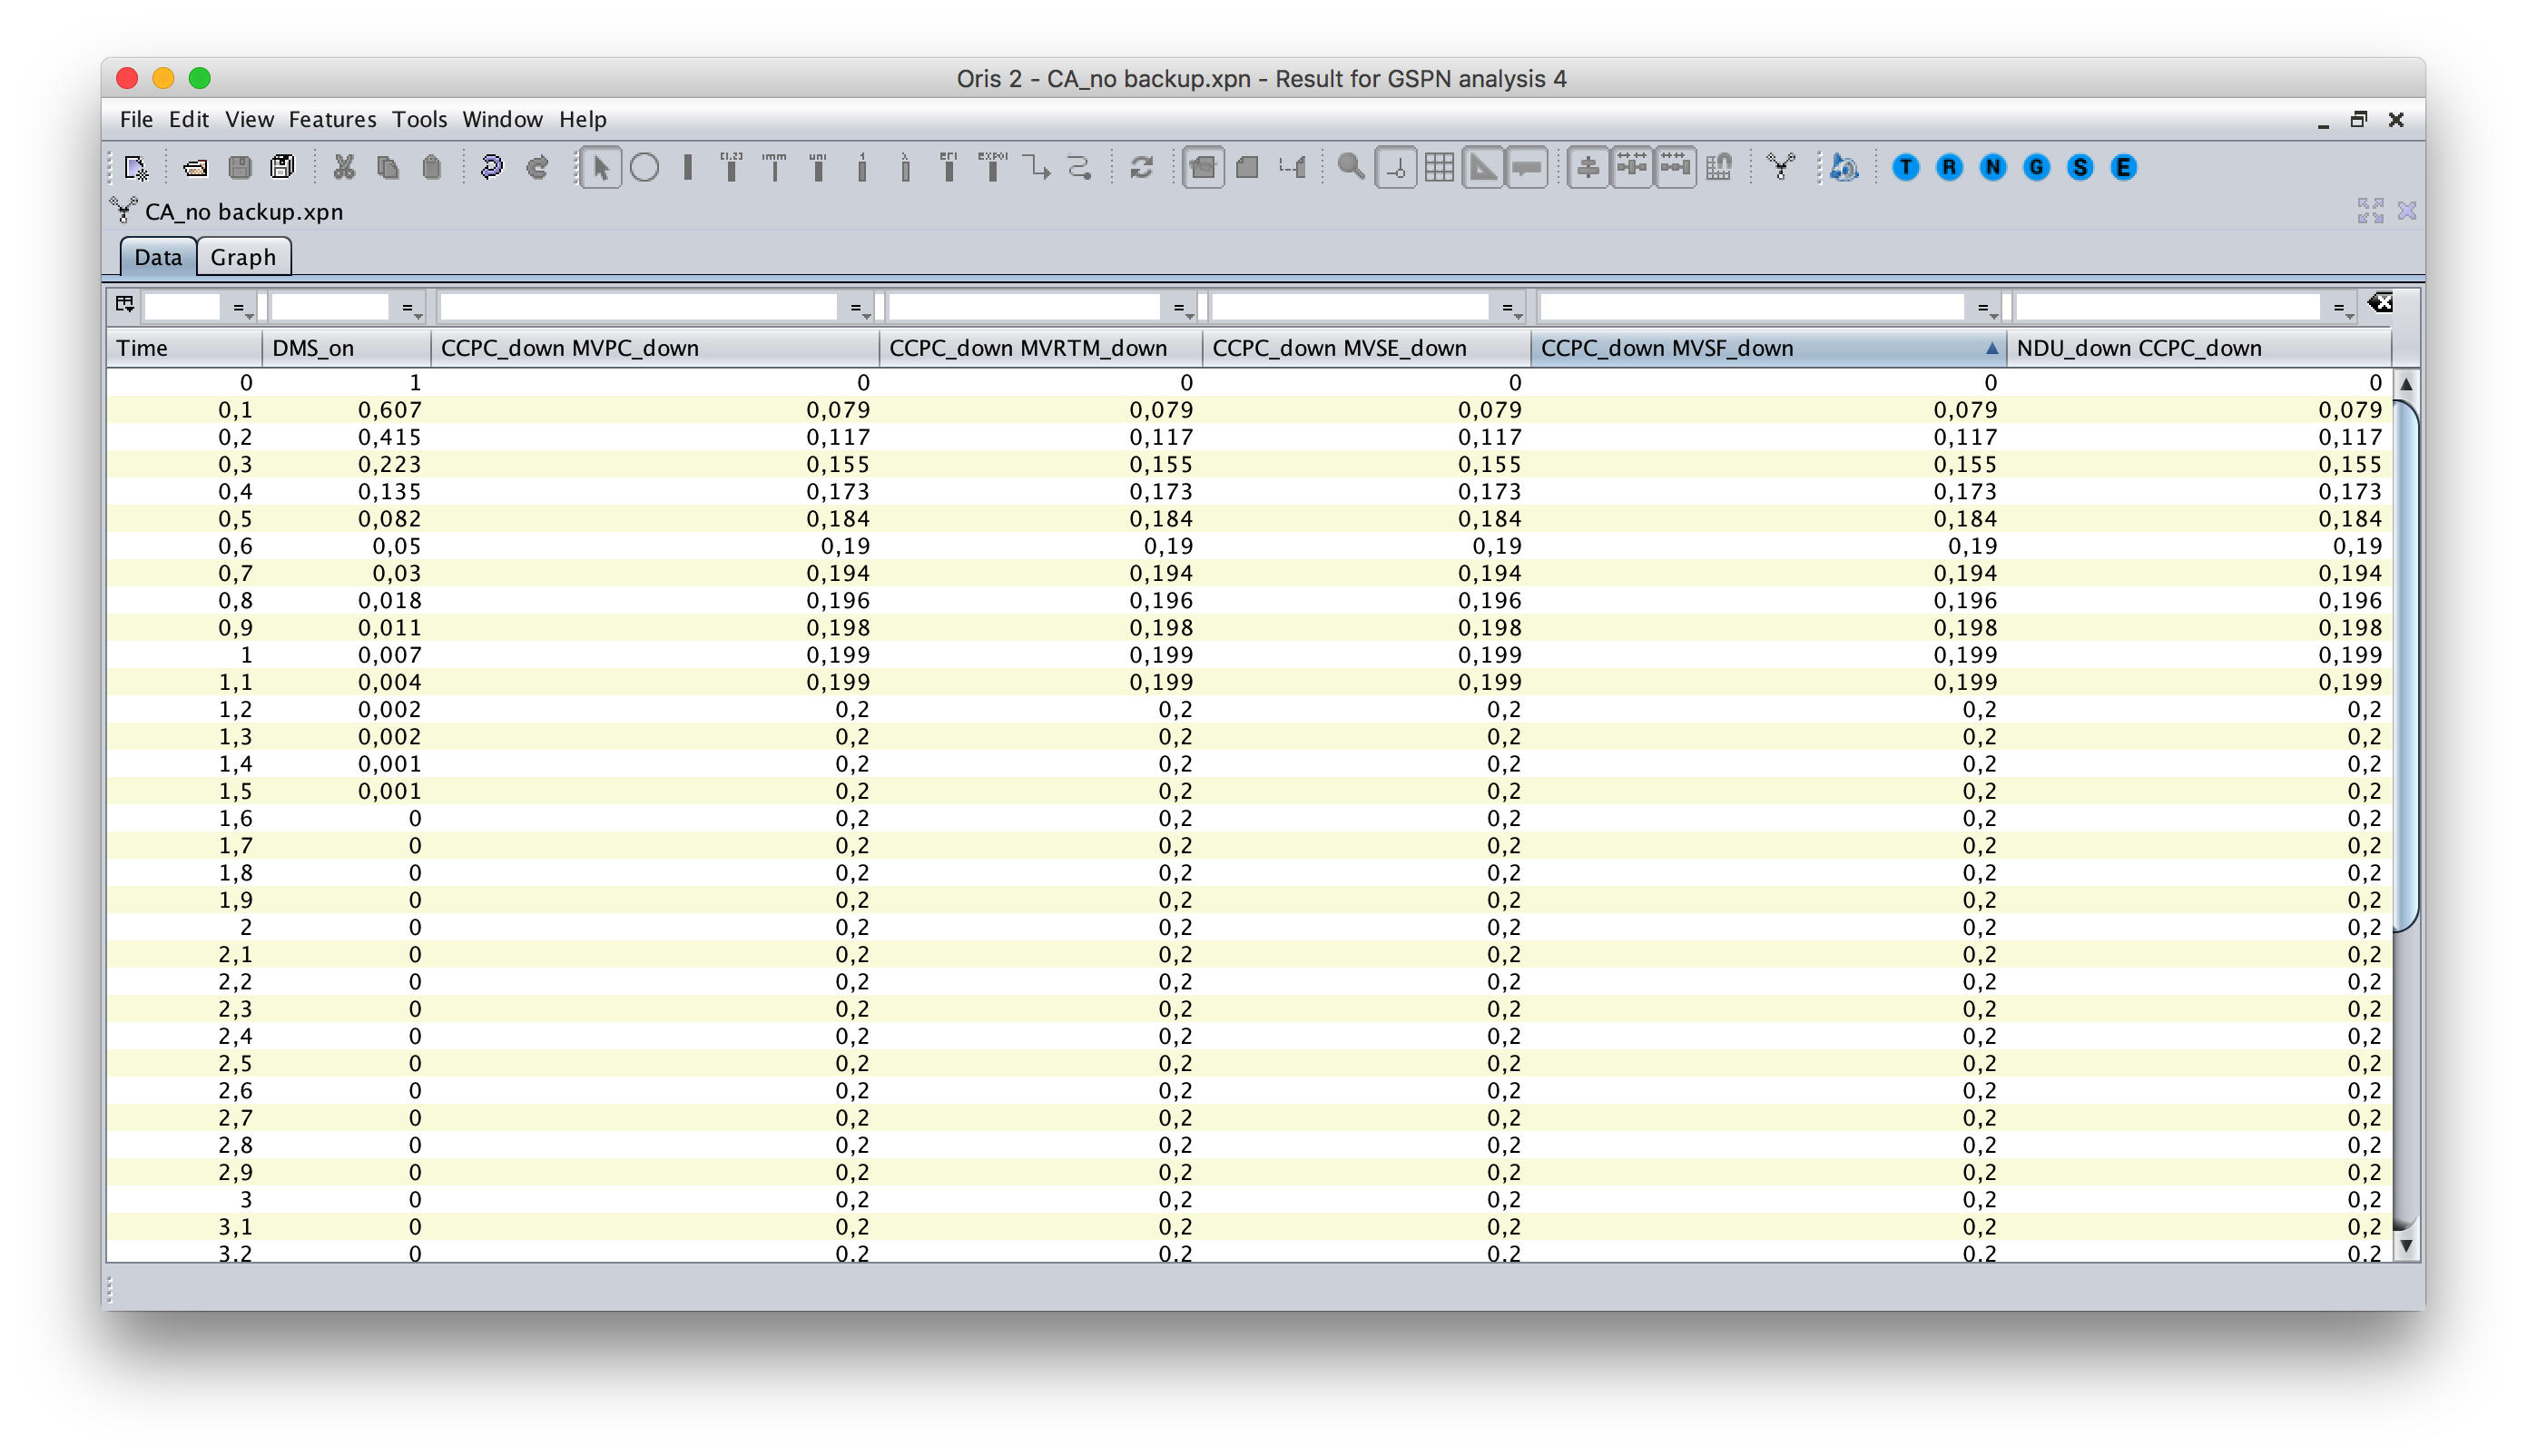 Oris 2 - CA_no backup.xpn - Result for GSPN analysis 4
File Edit View Features Tools Window Help
[1,2] imm uni 1 λ EFT EXPOL T R N G S E
CA_no backup.xpn
Data Graph
= = = = = = =
Time DMS_on CCPC_down MVPC_down CCPC_down MVRTM_down CCPC_down MVSE_down CCPC_down MVSF_down NDU_down CCPC_down
0 1 0 0 0 0 0
0,1 0,607 0,079 0,079 0,079 0,079 0,079
0,2 0,415 0,117 0,117 0,117 0,117 0,117
0,3 0,223 0,155 0,155 0,155 0,155 0,155
0,4 0,135 0,173 0,173 0,173 0,173 0,173
0,5 0,082 0,184 0,184 0,184 0,184 0,184
0,6 0,05 0,19 0,19 0,19 0,19 0,19
0,7 0,03 0,194 0,194 0,194 0,194 0,194
0,8 0,018 0,196 0,196 0,196 0,196 0,196
0,9 0,011 0,198 0,198 0,198 0,198 0,198
1 0,007 0,199 0,199 0,199 0,199 0,199
1,1 0,004 0,199 0,199 0,199 0,199 0,199
1,2 0,002 0,2 0,2 0,2 0,2 0,2
1,3 0,002 0,2 0,2 0,2 0,2 0,2
1,4 0,001 0,2 0,2 0,2 0,2 0,2
1,5 0,001 0,2 0,2 0,2 0,2 0,2
1,6 0 0,2 0,2 0,2 0,2 0,2
1,7 0 0,2 0,2 0,2 0,2 0,2
1,8 0 0,2 0,2 0,2 0,2 0,2
1,9 0 0,2 0,2 0,2 0,2 0,2
2 0 0,2 0,2 0,2 0,2 0,2
2,1 0 0,2 0,2 0,2 0,2 0,2
2,2 0 0,2 0,2 0,2 0,2 0,2
2,3 0 0,2 0,2 0,2 0,2 0,2
2,4 0 0,2 0,2 0,2 0,2 0,2
2,5 0 0,2 0,2 0,2 0,2 0,2
2,6 0 0,2 0,2 0,2 0,2 0,2
2,7 0 0,2 0,2 0,2 0,2 0,2
2,8 0 0,2 0,2 0,2 0,2 0,2
2,9 0 0,2 0,2 0,2 0,2 0,2
3 0 0,2 0,2 0,2 0,2 0,2
3,1 0 0,2 0,2 0,2 0,2 0,2
3,2 0 0,2 0,2 0,2 0,2 0,2